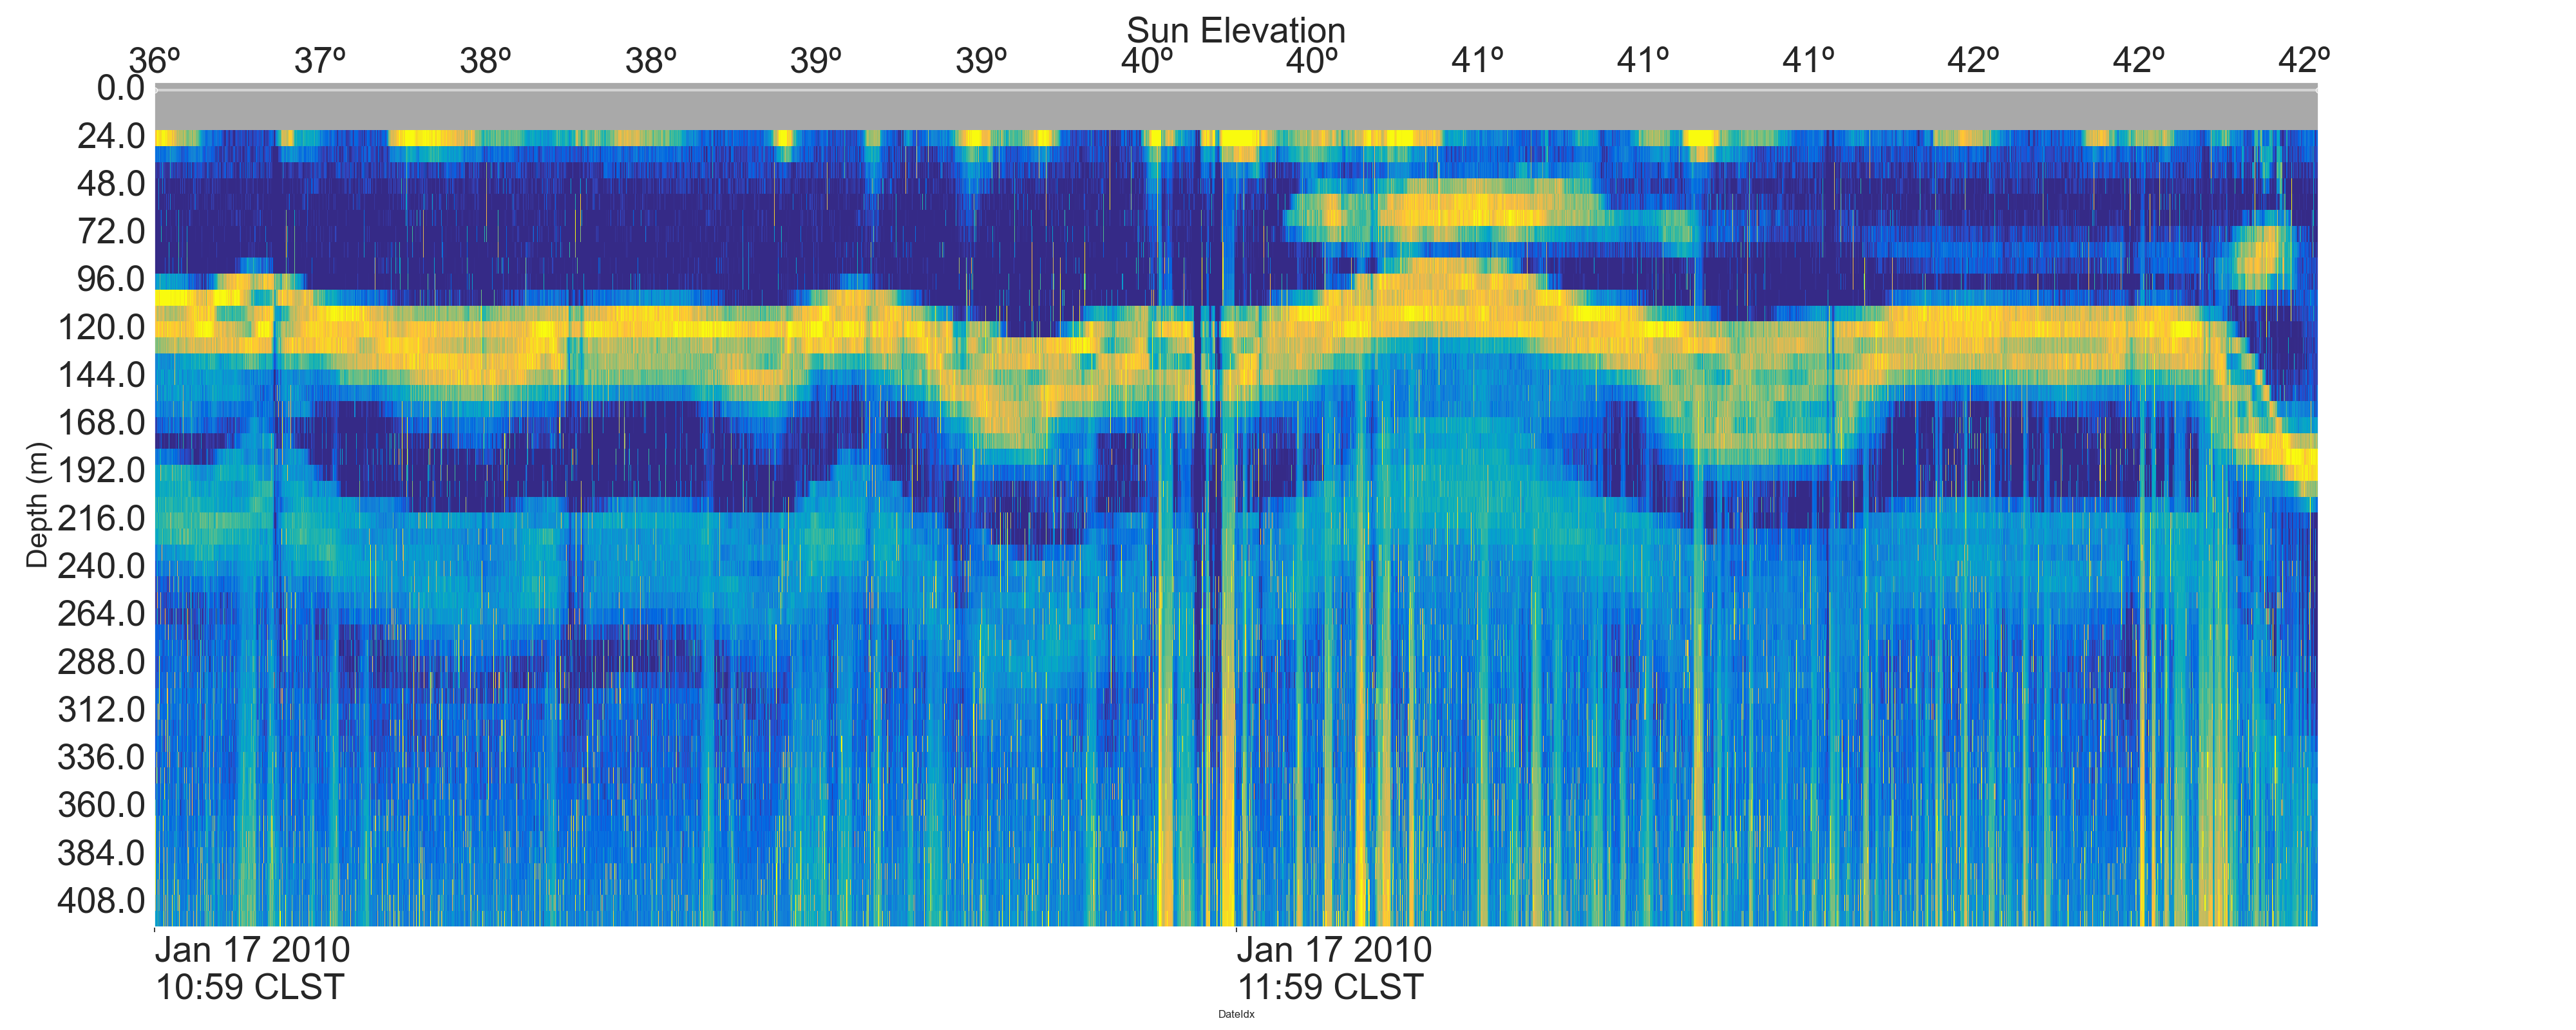 Sun Elevation
36º 37º 38º 38º 39º 39º 40º 40º 41º 41º 41º 42º 42º 42º
0.0
24.0
48.0
72.0
96.0
120.0
144.0
168.0
192.0
216.0
240.0
264.0
288.0
312.0
336.0
360.0
384.0
408.0
Depth (m)
Jan 17 2010
10:59 CLST
Jan 17 2010
11:59 CLST
DateIdx